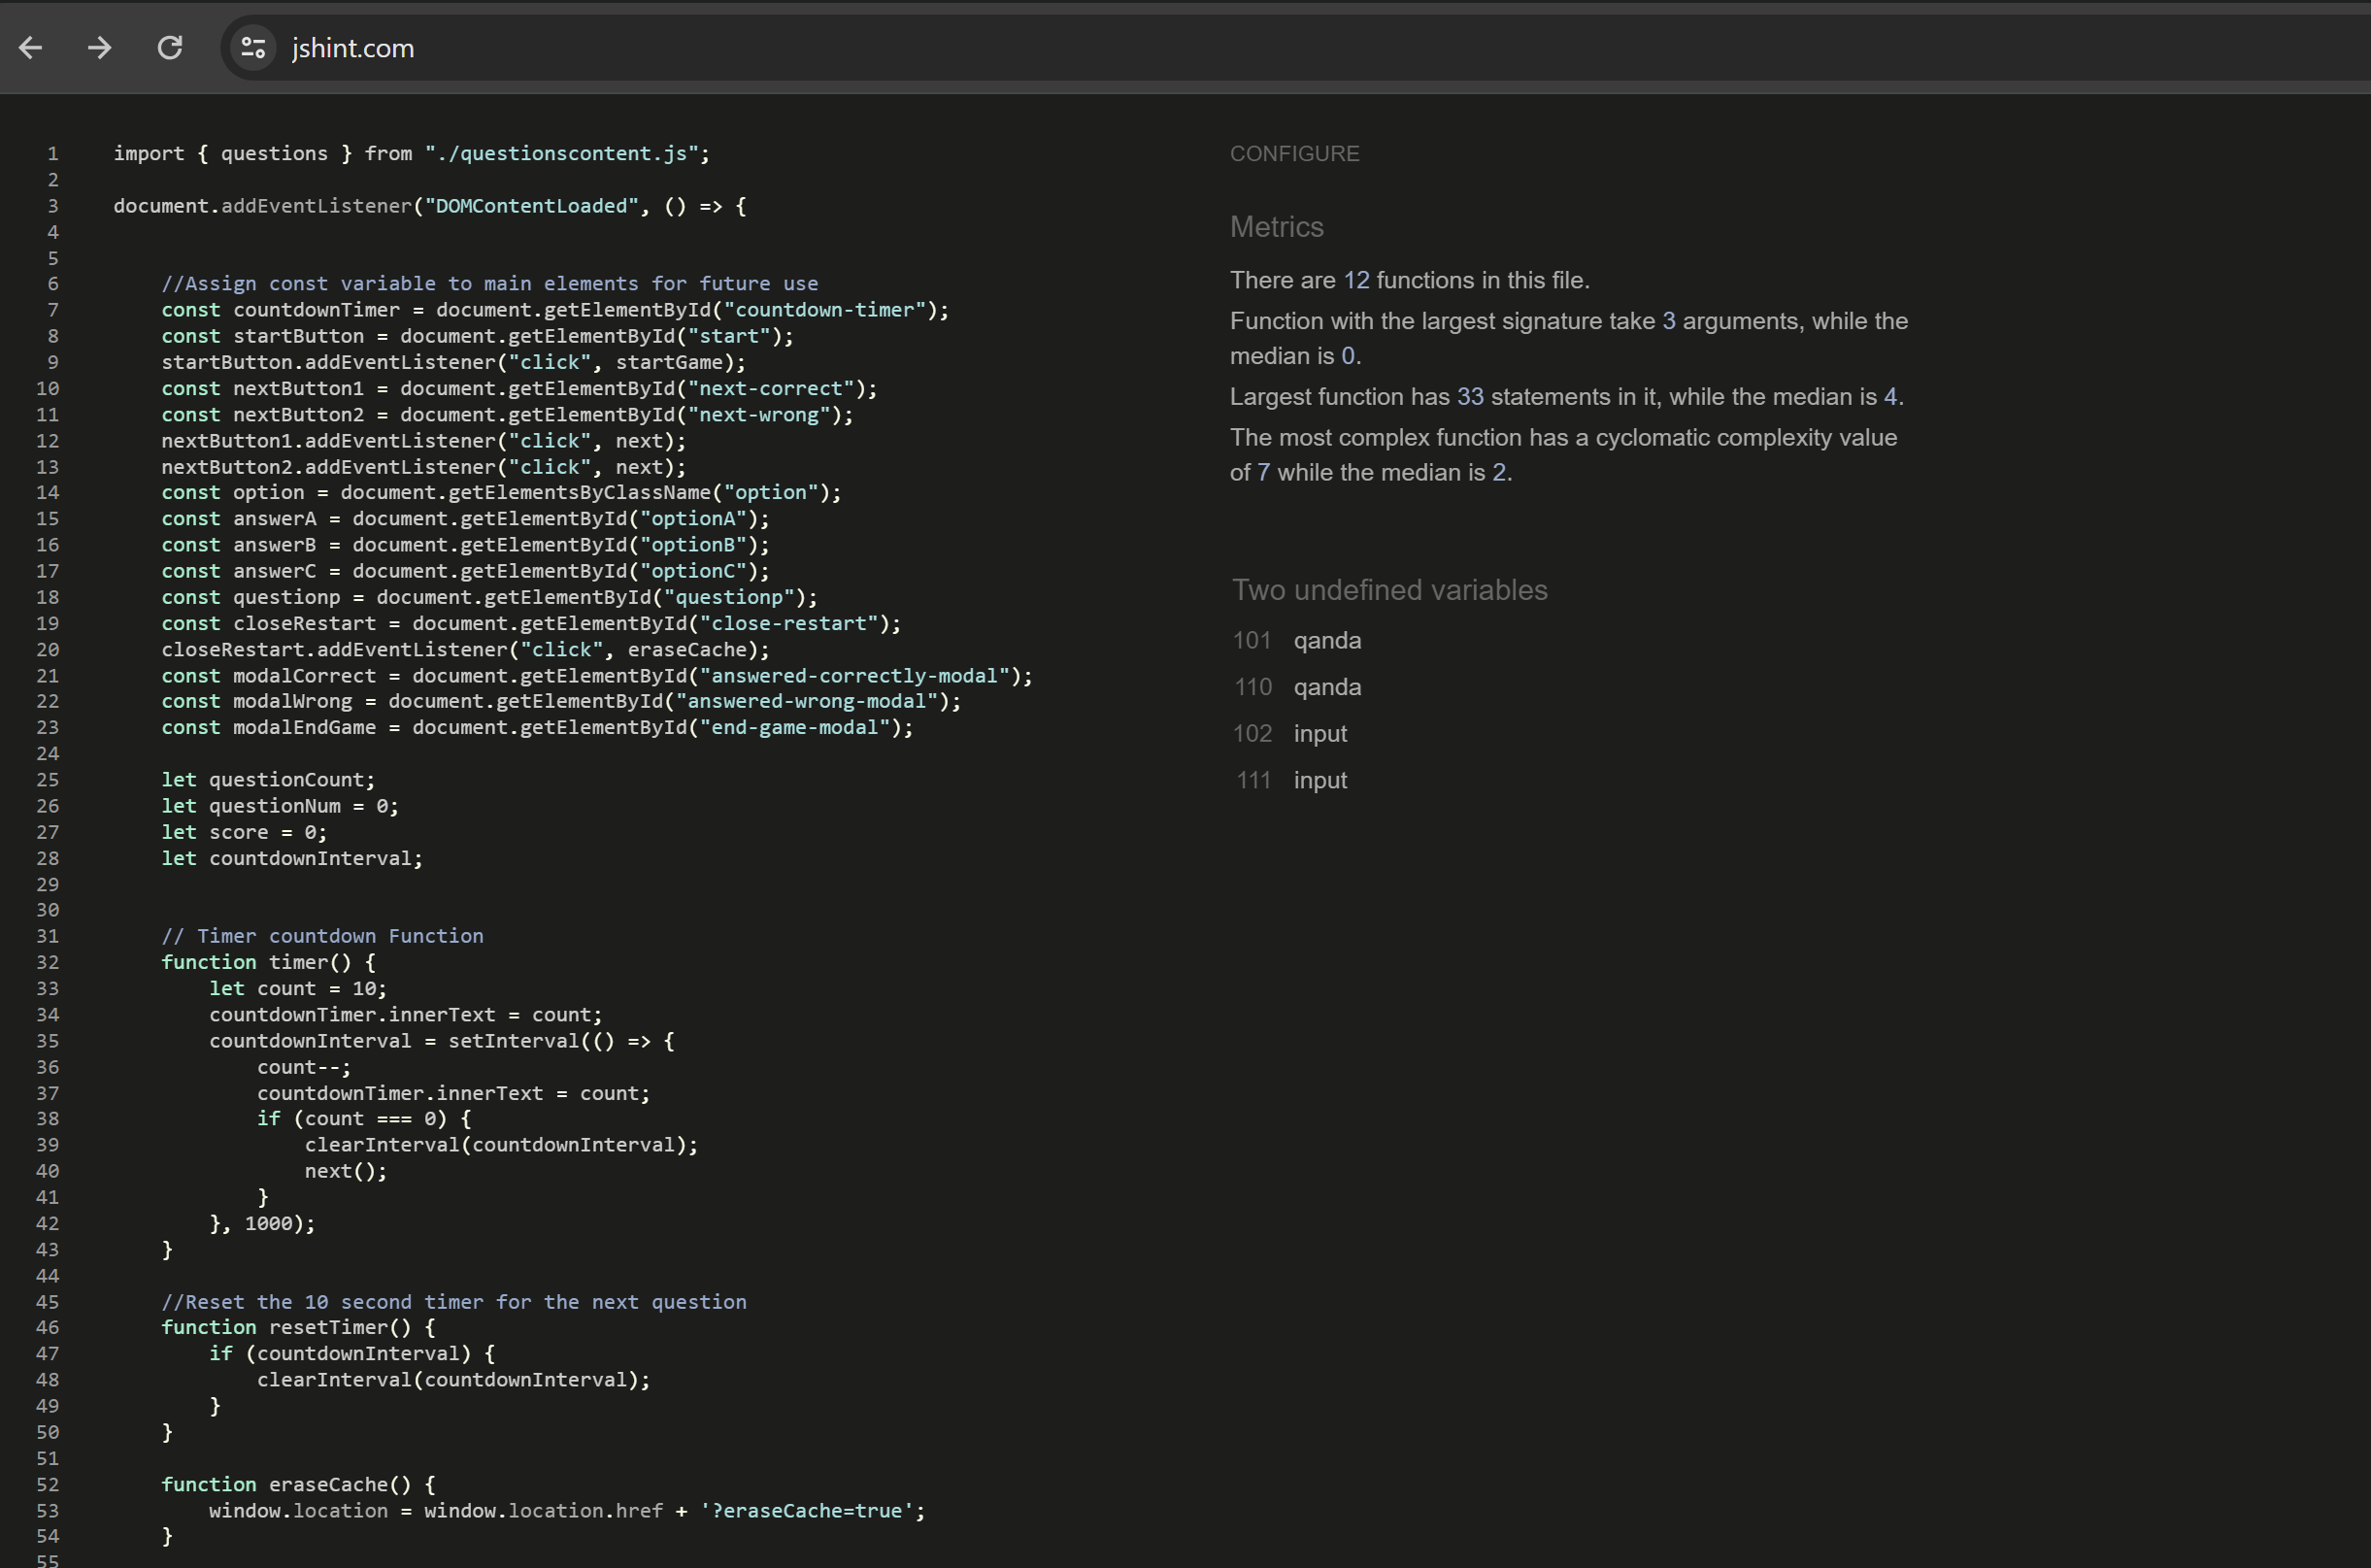 jshint.com
1 import { questions } from "./questionscontent.js";
2
3 document.addEventListener("DOMContentLoaded", () => {
4
5
6     //Assign const variable to main elements for future use
7     const countdownTimer = document.getElementById("countdown-timer");
8     const startButton = document.getElementById("start");
9     startButton.addEventListener("click", startGame);
10     const nextButton1 = document.getElementById("next-correct");
11     const nextButton2 = document.getElementById("next-wrong");
12     nextButton1.addEventListener("click", next);
13     nextButton2.addEventListener("click", next);
14     const option = document.getElementsByClassName("option");
15     const answerA = document.getElementById("optionA");
16     const answerB = document.getElementById("optionB");
17     const answerC = document.getElementById("optionC");
18     const questionp = document.getElementById("questionp");
19     const closeRestart = document.getElementById("close-restart");
20     closeRestart.addEventListener("click", eraseCache);
21     const modalCorrect = document.getElementById("answered-correctly-modal");
22     const modalWrong = document.getElementById("answered-wrong-modal");
23     const modalEndGame = document.getElementById("end-game-modal");
24
25     let questionCount;
26     let questionNum = 0;
27     let score = 0;
28     let countdownInterval;
29
30
31     // Timer countdown Function
32     function timer() {
33         let count = 10;
34         countdownTimer.innerText = count;
35         countdownInterval = setInterval(() => {
36             count--;
37             countdownTimer.innerText = count;
38             if (count === 0) {
39                 clearInterval(countdownInterval);
40                 next();
41             }
42         }, 1000);
43     }
44
45     //Reset the 10 second timer for the next question
46     function resetTimer() {
47         if (countdownInterval) {
48             clearInterval(countdownInterval);
49         }
50     }
51
52     function eraseCache() {
53         window.location = window.location.href + '?eraseCache=true';
54     }
55
CONFIGURE
Metrics
There are 12 functions in this file.
Function with the largest signature take 3 arguments, while the
median is 0.
Largest function has 33 statements in it, while the median is 4.
The most complex function has a cyclomatic complexity value
of 7 while the median is 2.
Two undefined variables
101 qanda
110 qanda
102 input
111 input